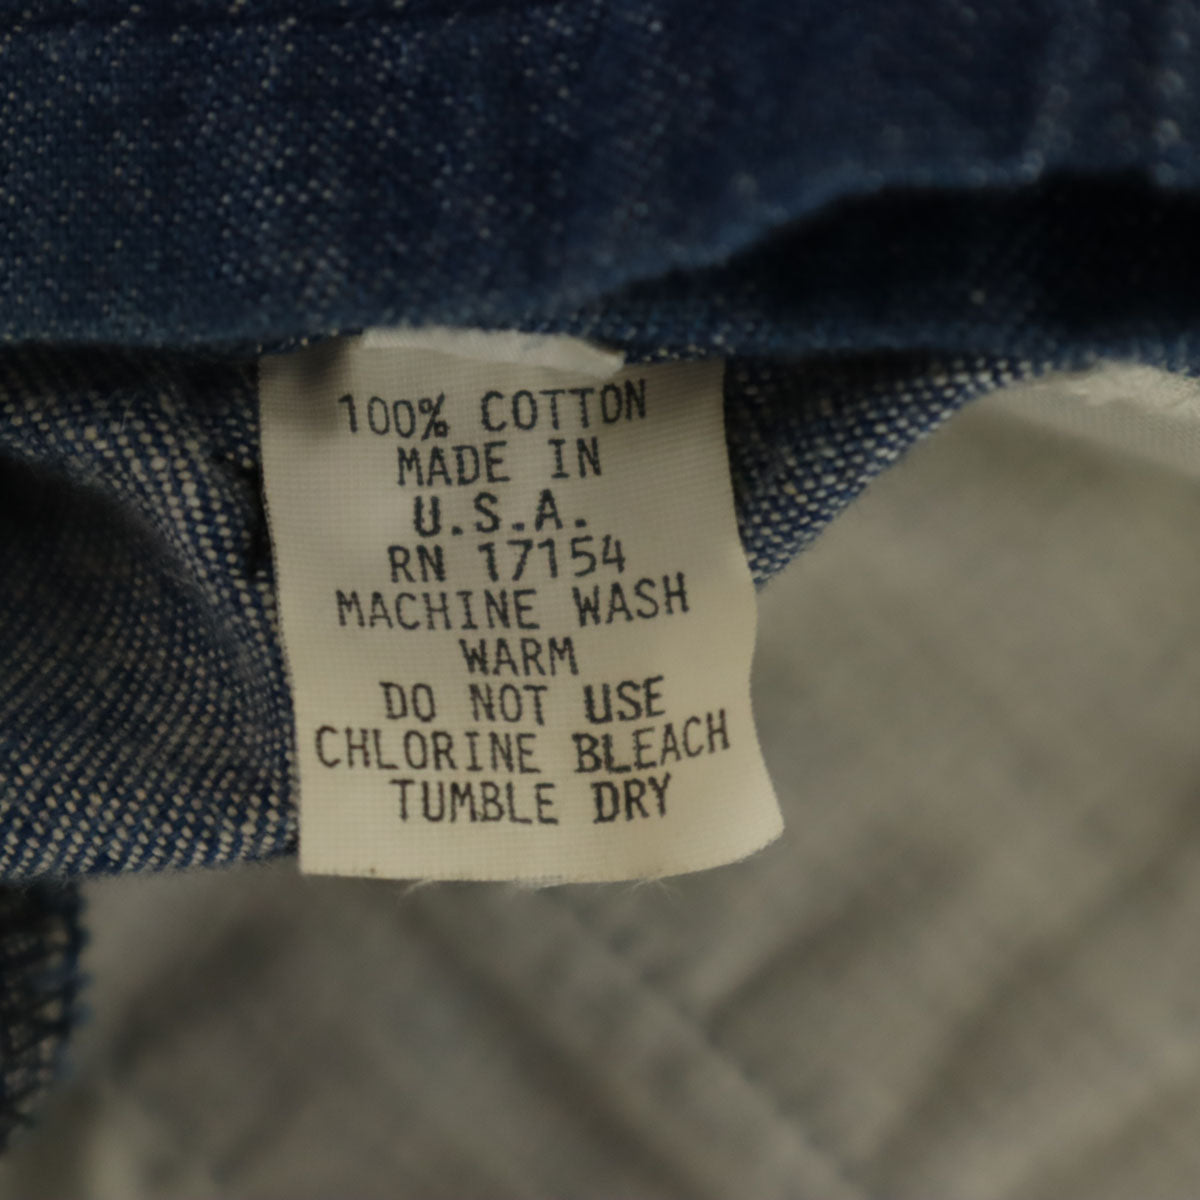 100% COTTON
MADE IN
U.S.A.
RN 17154
MACHINE WASH
WARM
DO NOT USE
CHLORINE BLEACH
TUMBLE DRY